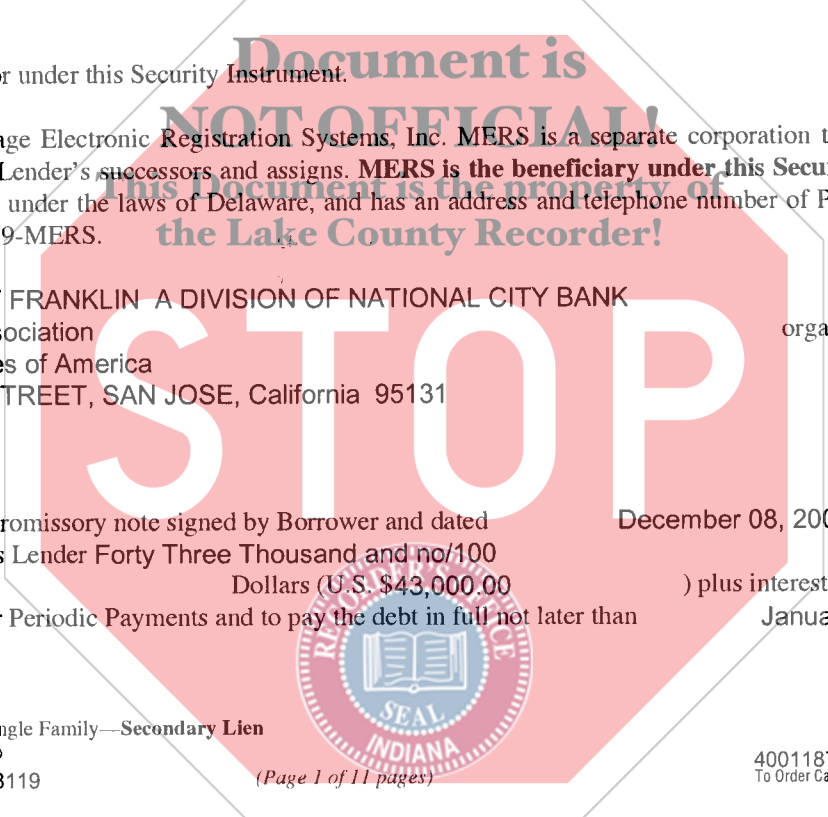 Document is
r under this Security Instrument.
NOT OFFICIAL!
ge Electronic Registration Systems, Inc. MERS is a separate corporation t
Lender's successors and assigns. MERS is the beneficiary under this Secu
This Document is the property of
under the laws of Delaware, and has an address and telephone number of P
9-MERS.
the Lake County Recorder!
FRANKLIN A DIVISION OF NATIONAL CITY BANK
sociation
orga
es of America
TREET, SAN JOSE, California 95131
STOP
romissory note signed by Borrower and dated December 08, 200
s Lender Forty Three Thousand and no/100
Dollars (U.S. $43,000.00 ) plus interest
r Periodic Payments and to pay the debt in full not later than Janua
RECORDER'S OFFICE
SEAL
INDIANA
ngle Family—Secondary Lien
3119
(Page 1 of 11 pages)
400118
To Order Ca